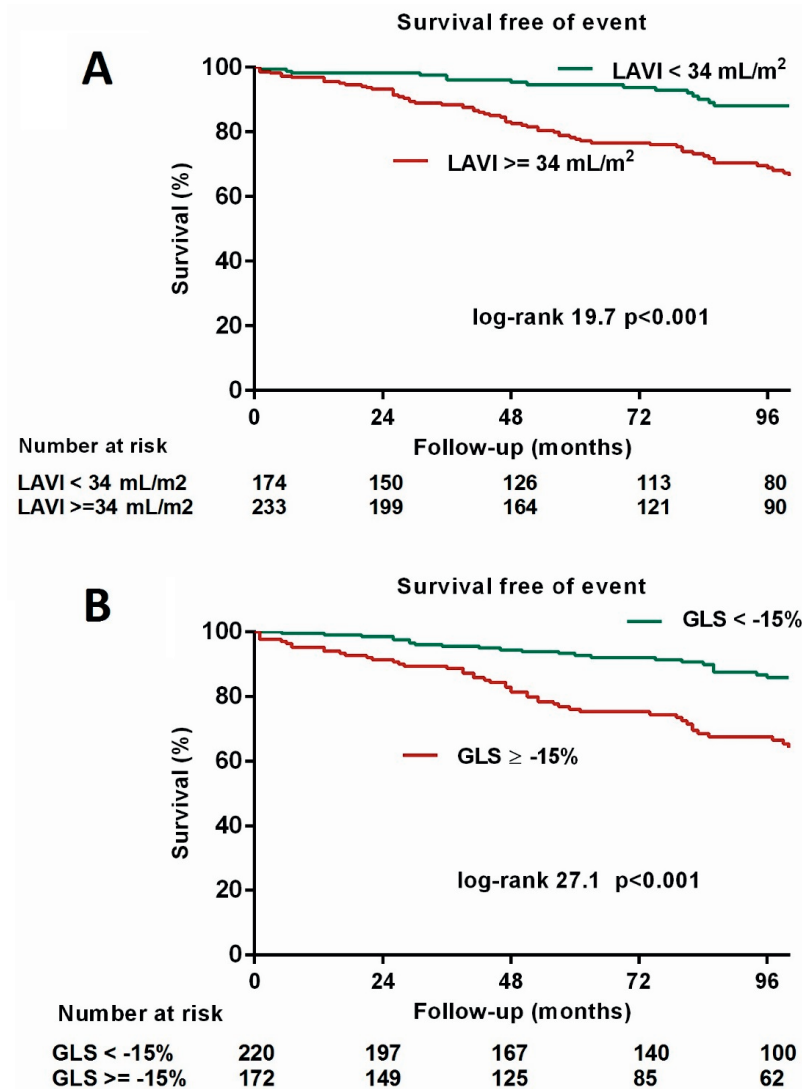 Survival free of event
A
100
80
60
40
20
0
Survival (%)
LAVI < 34 mL/m²
LAVI >= 34 mL/m²
log-rank 19.7 p<0.001
0 24 48 72 96
Number at risk
Follow-up (months)
LAVI < 34 mL/m2 174 150 126 113 80
LAVI >=34 mL/m2 233 199 164 121 90
Survival free of event
B
100
80
60
40
20
0
Survival (%)
GLS < -15%
GLS ≥ -15%
log-rank 27.1 p<0.001
0 24 48 72 96
Number at risk
Follow-up (months)
GLS < -15% 220 197 167 140 100
GLS >= -15% 172 149 125 85 62